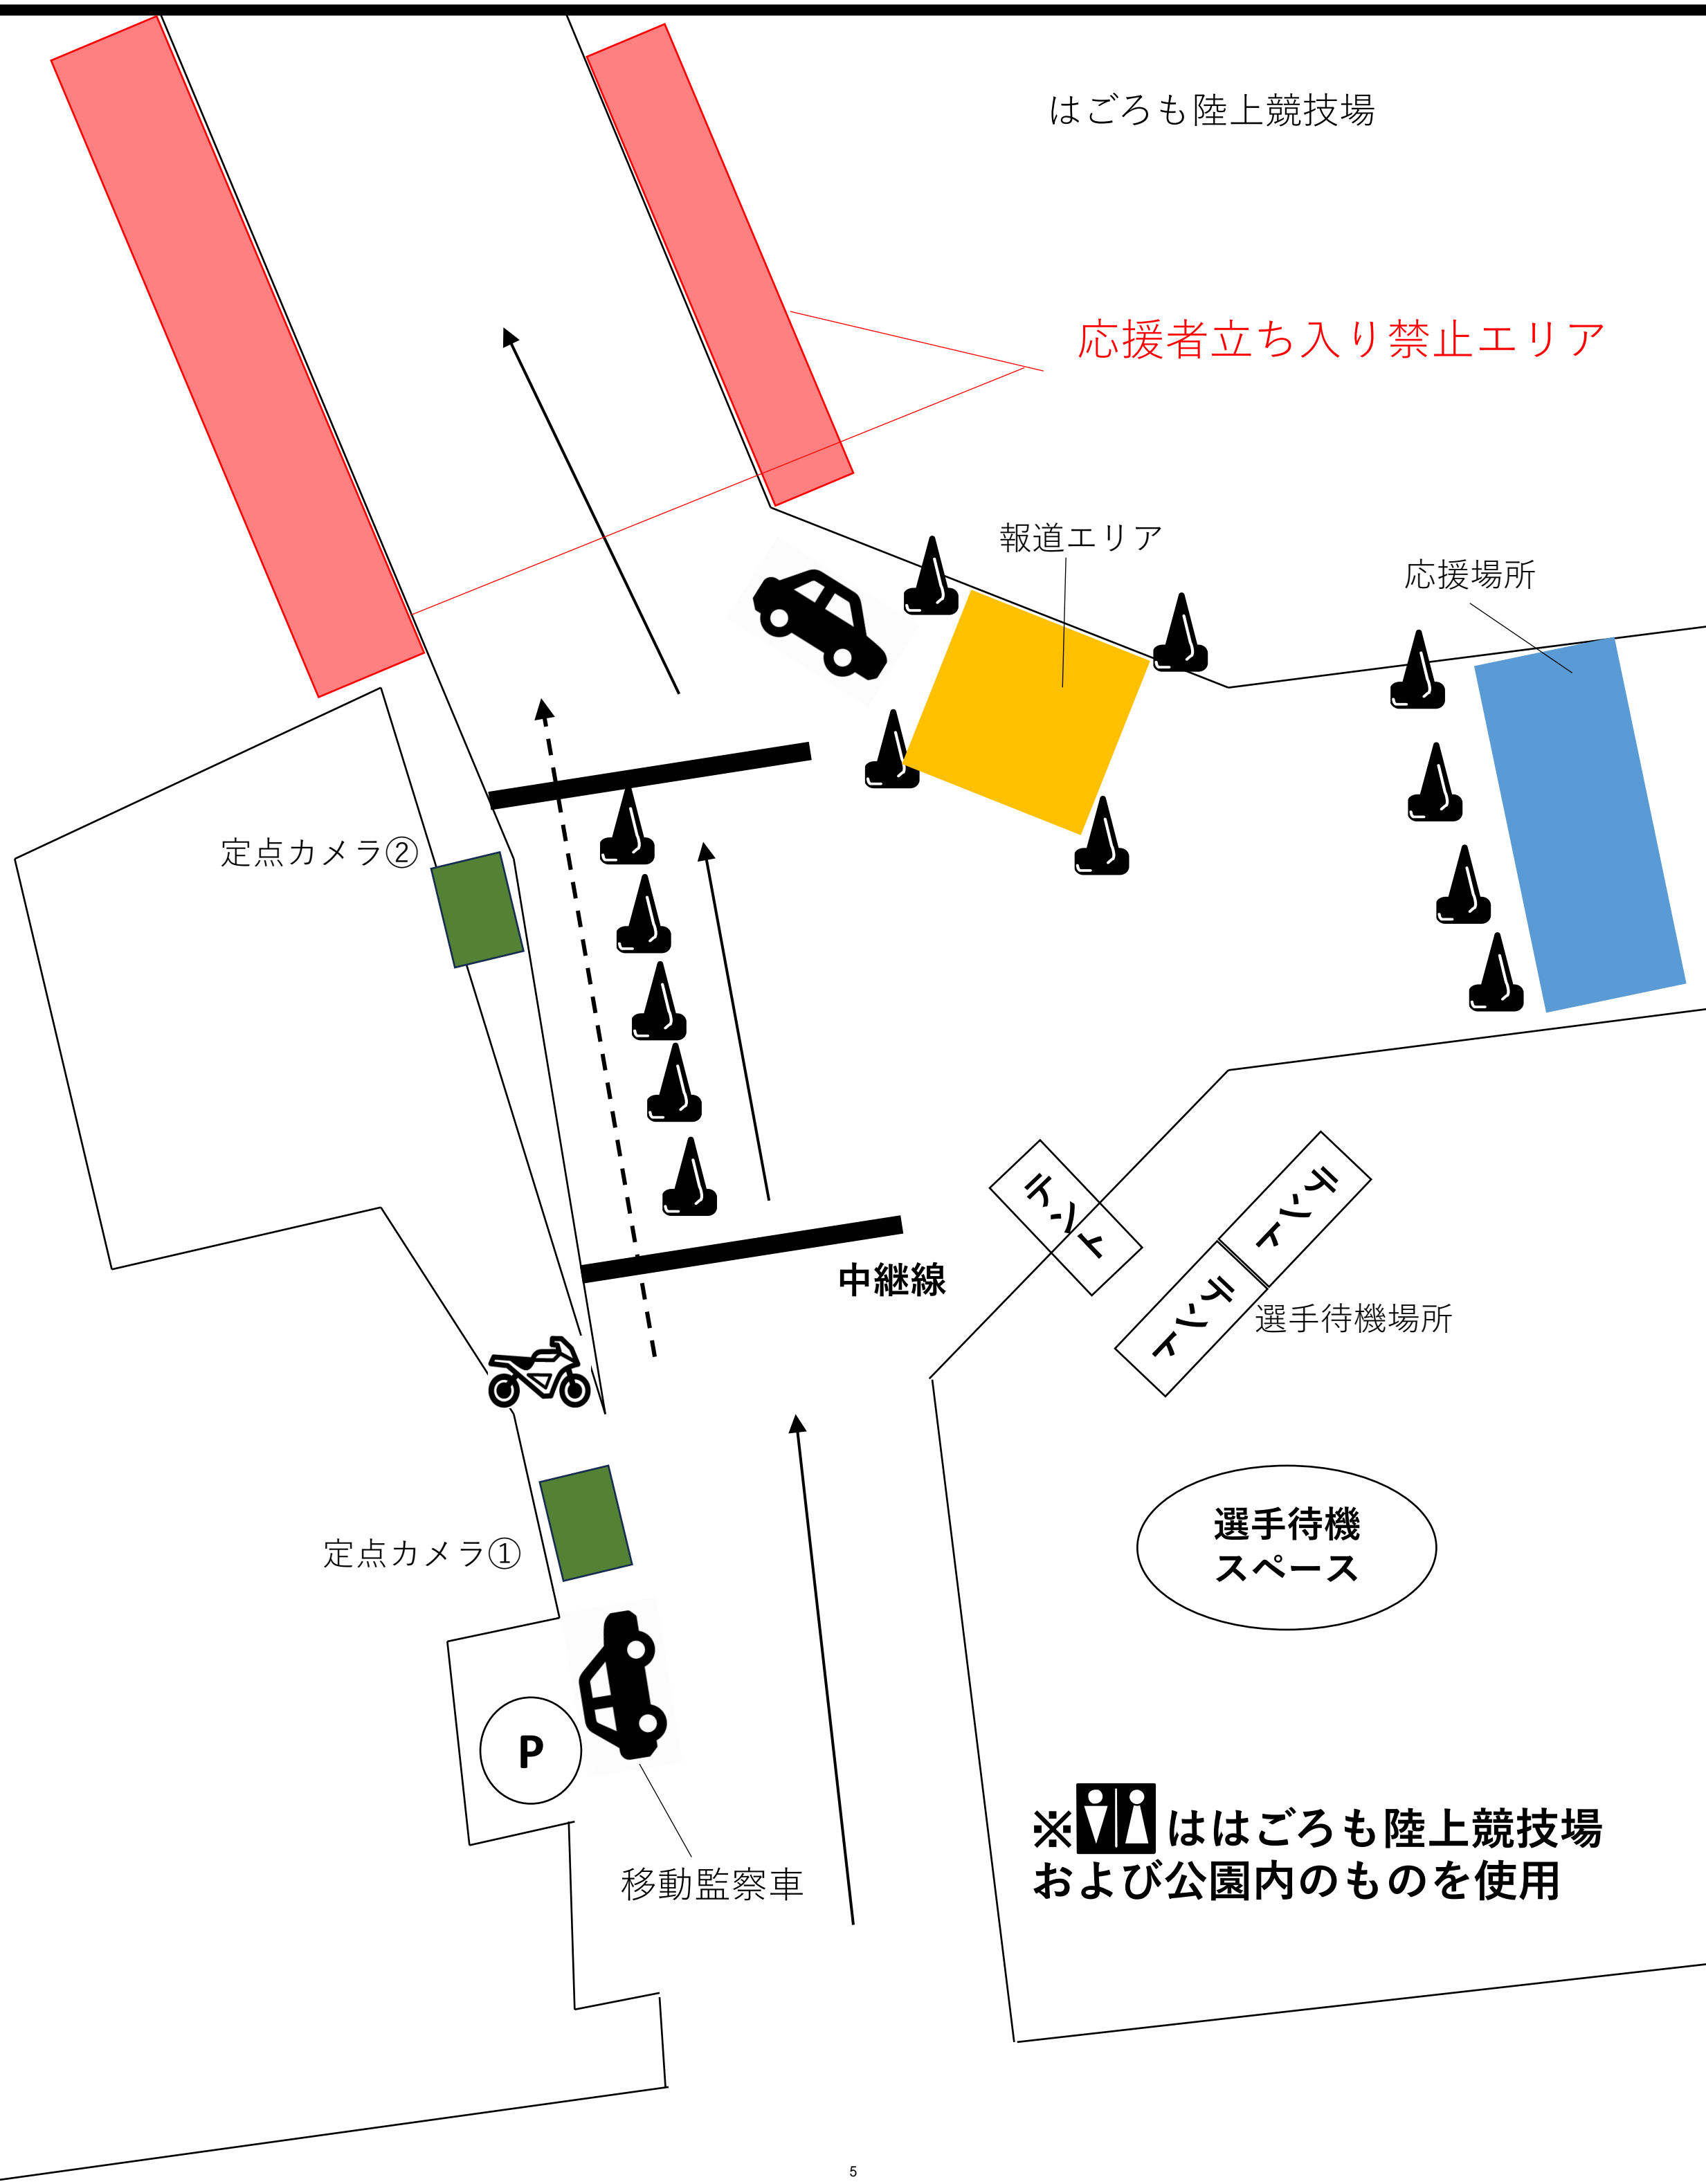 はごろも陸上競技場
応援者立ち入り禁止エリア
報道エリア
応援場所
定点カメラ②
テント
テント
中継線
テント
選手待機場所
選手待機
スペース
定点カメラ①
P
※ははごろも陸上競技場
および公園内のものを使用
移動監察車
5